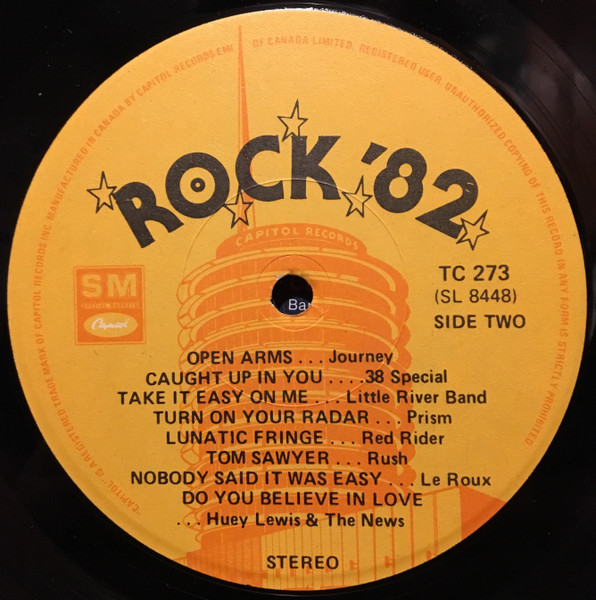 ROCK '82
CAPITOL RECORDS
SM
Capitol
TC 273
(SL 8448)
SIDE TWO
Ba
OPEN ARMS . . . Journey
CAUGHT UP IN YOU . . . .38 Special
TAKE IT EASY ON ME . . . Little River Band
TURN ON YOUR RADAR . . . Prism
LUNATIC FRINGE . . . Red Rider
TOM SAWYER . . . Rush
NOBODY SAID IT WAS EASY . . . Le Roux
DO YOU BELIEVE IN LOVE
. . . Huey Lewis & The News
STEREO
"CAPITOL" IS A REGISTERED TRADE MARK OF CAPITOL RECORDS INC. MANUFACTURED IN CANADA BY CAPITOL RECORDS-EMI OF CANADA LIMITED, REGISTERED USER. UNAUTHORIZED COPYING OF THIS RECORD IN ANY FORM IS STRICTLY PROHIBITED